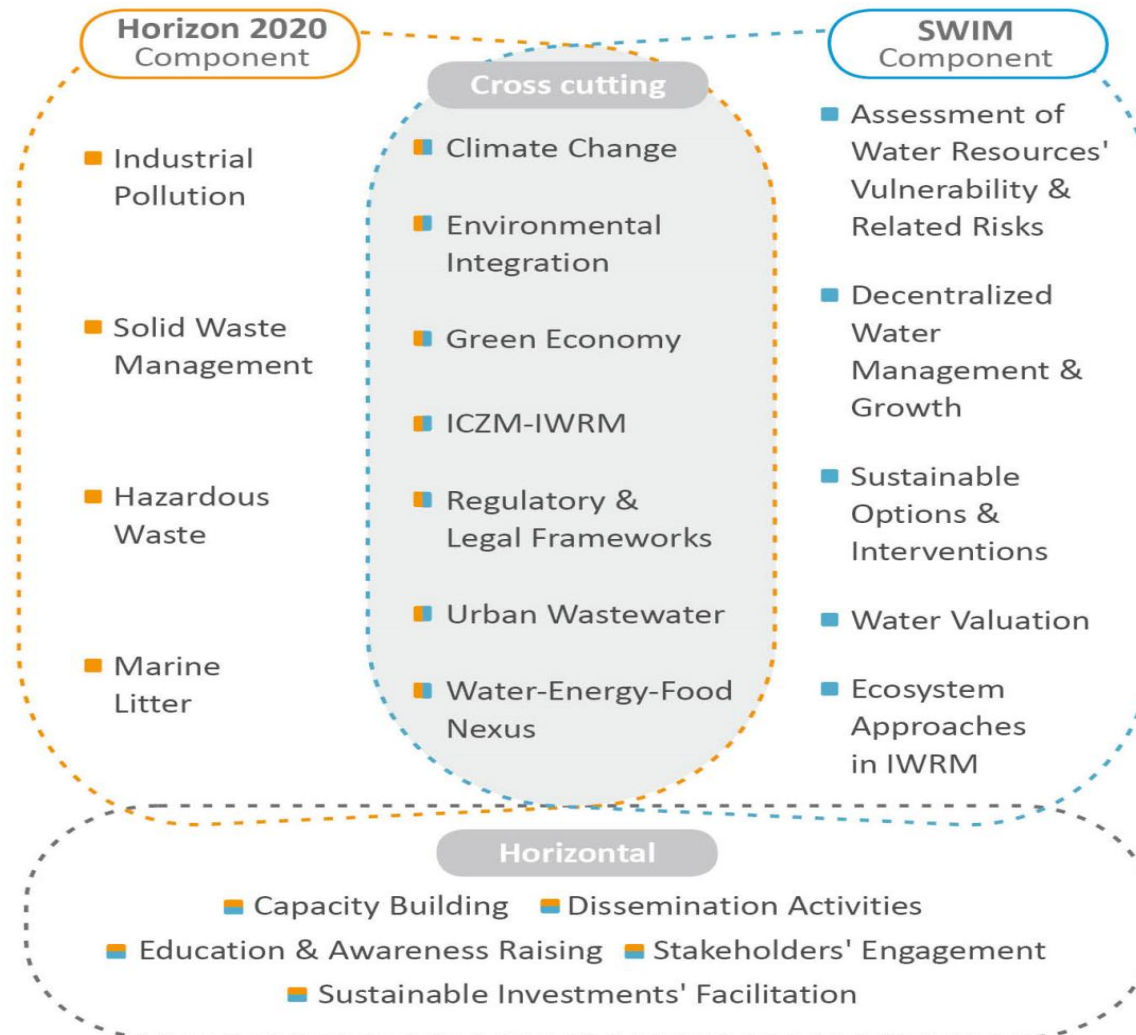 Horizon 2020
Component
Industrial
Pollution
Solid Waste
Management
Hazardous
Waste
Marine
Litter
Cross cutting
Climate Change
Environmental
Integration
Green Economy
ICZM-IWRM
Regulatory &
Legal Frameworks
Urban Wastewater
Water-Energy-Food
Nexus
SWIM
Component
Assessment of
Water Resources'
Vulnerability &
Related Risks
Decentralized
Water
Management &
Growth
Sustainable
Options &
Interventions
Water Valuation
Ecosystem
Approaches
in IWRM
Horizontal
Capacity Building Dissemination Activities
Education & Awareness Raising Stakeholders' Engagement
Sustainable Investments' Facilitation